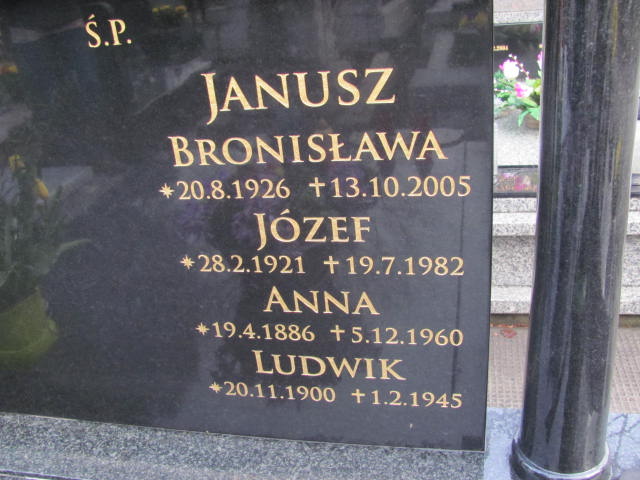 Ś.P.
JANUSZ
BRONISŁAWA
*20.8.1926 †13.10.2005
JÓZEF
*28.2.1921 †19.7.1982
ANNA
*19.4.1886 †5.12.1960
LUDWIK
*20.11.1900 †1.2.1945